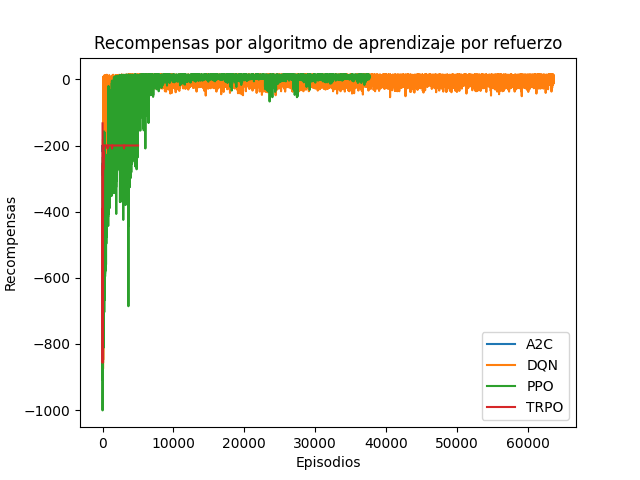 Recompensas por algoritmo de aprendizaje por refuerzo
Recompensas
0
−200
−400
−600
−800
−1000
0 10000 20000 30000 40000 50000 60000
Episodios
A2C
DQN
PPO
TRPO